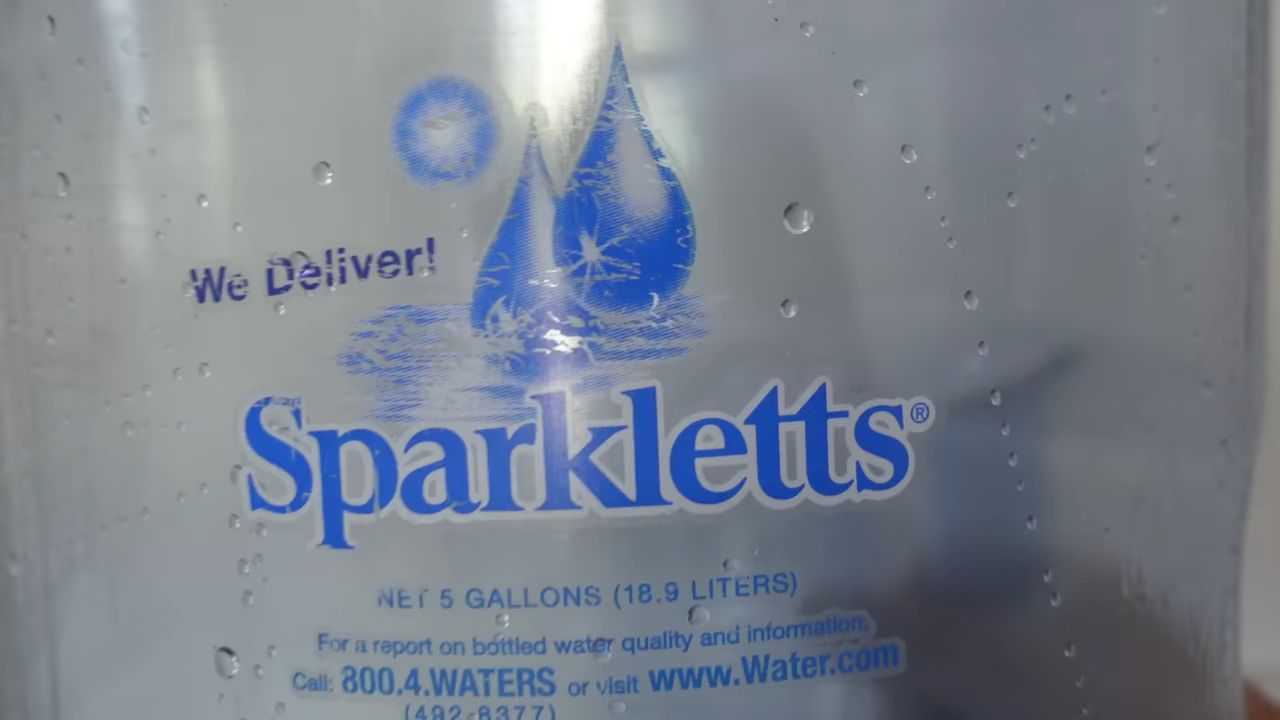 We Deliver!
Sparkletts®
NET 5 GALLONS (18.9 LITERS)
For a report on bottled water quality and information,
Call: 800.4.WATERS or visit www.Water.com
(492-8377)